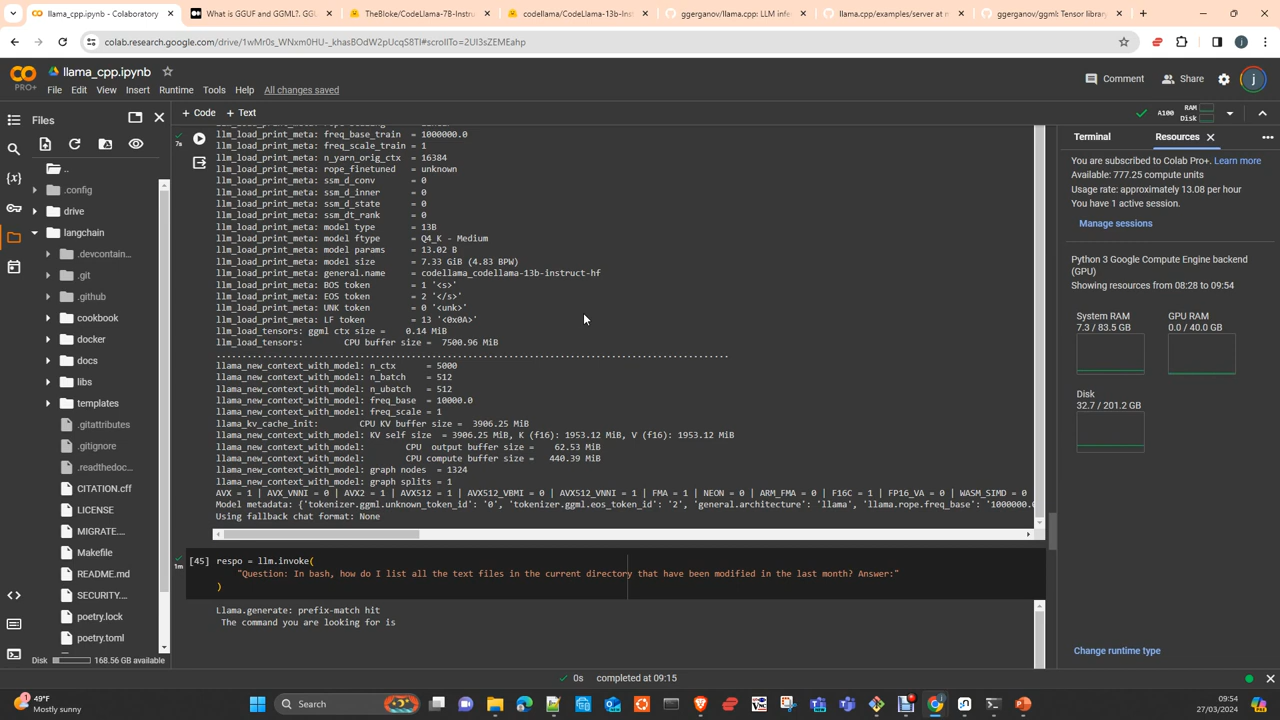 llama_cpp.ipynb - Colaboratory
What is GGUF and GGML?. GGU
TheBloke/CodeLlama-7B-Instruc
codellama/CodeLlama-13b-Inst
ggerganov/llama.cpp: LLM infe
llama.cpp/examples/server at m
ggerganov/ggml: Tensor library
colab.research.google.com/drive/1wMr0s_WNxm0HU-_khasBOdW2pUcqS8Tl#scrollTo=2UI3sZEMEahp
CO
PRO+
llama_cpp.ipynb
File Edit View Insert Runtime Tools Help All changes saved
Comment
Share
j
Files
+ Code + Text
A100
RAM
Disk
..
.config
drive
langchain
.devcontain...
.git
.github
cookbook
docker
docs
libs
templates
.gitattributes
.gitignore
.readthedoc...
CITATION.cff
LICENSE
MIGRATE....
Makefile
README.md
SECURITY....
poetry.lock
poetry.toml
Disk 168.56 GB available
7s
llm_load_print_meta: freq_base_train = 1000000.0
llm_load_print_meta: freq_scale_train = 1
llm_load_print_meta: n_yarn_orig_ctx = 16384
llm_load_print_meta: rope_finetuned = unknown
llm_load_print_meta: ssm_d_conv = 0
llm_load_print_meta: ssm_d_inner = 0
llm_load_print_meta: ssm_d_state = 0
llm_load_print_meta: ssm_dt_rank = 0
llm_load_print_meta: model type = 13B
llm_load_print_meta: model ftype = Q4_K - Medium
llm_load_print_meta: model params = 13.02 B
llm_load_print_meta: model size = 7.33 GiB (4.83 BPW)
llm_load_print_meta: general.name = codellama_codellama-13b-instruct-hf
llm_load_print_meta: BOS token = 1 '<s>'
llm_load_print_meta: EOS token = 2 '</s>'
llm_load_print_meta: UNK token = 0 '<unk>'
llm_load_print_meta: LF token = 13 '<0x0A>'
llm_load_tensors: ggml ctx size = 0.14 MiB
llm_load_tensors: CPU buffer size = 7500.96 MiB
....................................................................................................
llama_new_context_with_model: n_ctx = 5000
llama_new_context_with_model: n_batch = 512
llama_new_context_with_model: n_ubatch = 512
llama_new_context_with_model: freq_base = 10000.0
llama_new_context_with_model: freq_scale = 1
llama_kv_cache_init: CPU KV buffer size = 3906.25 MiB
llama_new_context_with_model: KV self size = 3906.25 MiB, K (f16): 1953.12 MiB, V (f16): 1953.12 MiB
llama_new_context_with_model: CPU output buffer size = 62.53 MiB
llama_new_context_with_model: CPU compute buffer size = 440.39 MiB
llama_new_context_with_model: graph nodes = 1324
llama_new_context_with_model: graph splits = 1
AVX = 1 | AVX_VNNI = 0 | AVX2 = 1 | AVX512 = 1 | AVX512_VBMI = 0 | AVX512_VNNI = 1 | FMA = 1 | NEON = 0 | ARM_FMA = 0 | F16C = 1 | FP16_VA = 0 | WASM_SIMD = 0
Model metadata: {'tokenizer.ggml.unknown_token_id': '0', 'tokenizer.ggml.eos_token_id': '2', 'general.architecture': 'llama', 'llama.rope.freq_base': '1000000.0
Using fallback chat format: None
1m
[45] respo = llm.invoke(
"Question: In bash, how do I list all the text files in the current directory that have been modified in the last month? Answer:"
)
Llama.generate: prefix-match hit
The command you are looking for is
Terminal Resources
You are subscribed to Colab Pro+. Learn more
Available: 777.25 compute units
Usage rate: approximately 13.08 per hour
You have 1 active session.
Manage sessions
Python 3 Google Compute Engine backend
(GPU)
Showing resources from 08:28 to 09:54
System RAM
7.3 / 83.5 GB
GPU RAM
0.0 / 40.0 GB
Disk
32.7 / 201.2 GB
Change runtime type
0s completed at 09:15
49°F
Mostly sunny
Search
09:54
27/03/2024